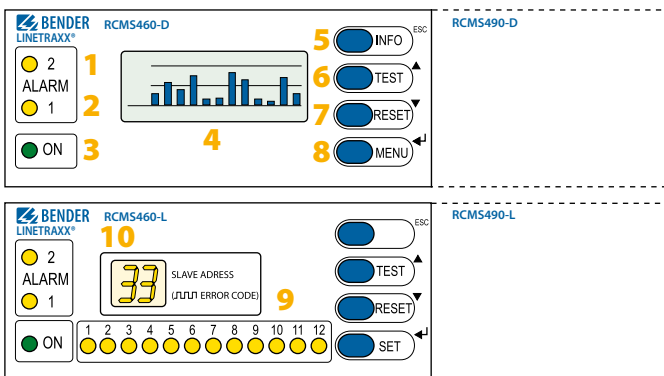 BENDER RCMS460-D
LINETRAXX®
RCMS490-D
2 1
ALARM
1 2
ON 3
4
5 INFO ESC
6 TEST
7 RESET
8 MENU
BENDER RCMS460-L
LINETRAXX®
RCMS490-L
10
2
ALARM
1
ON
33 SLAVE ADRESS
( ERROR CODE)
9
1 2 3 4 5 6 7 8 9 10 11 12
ESC
TEST
RESET
SET